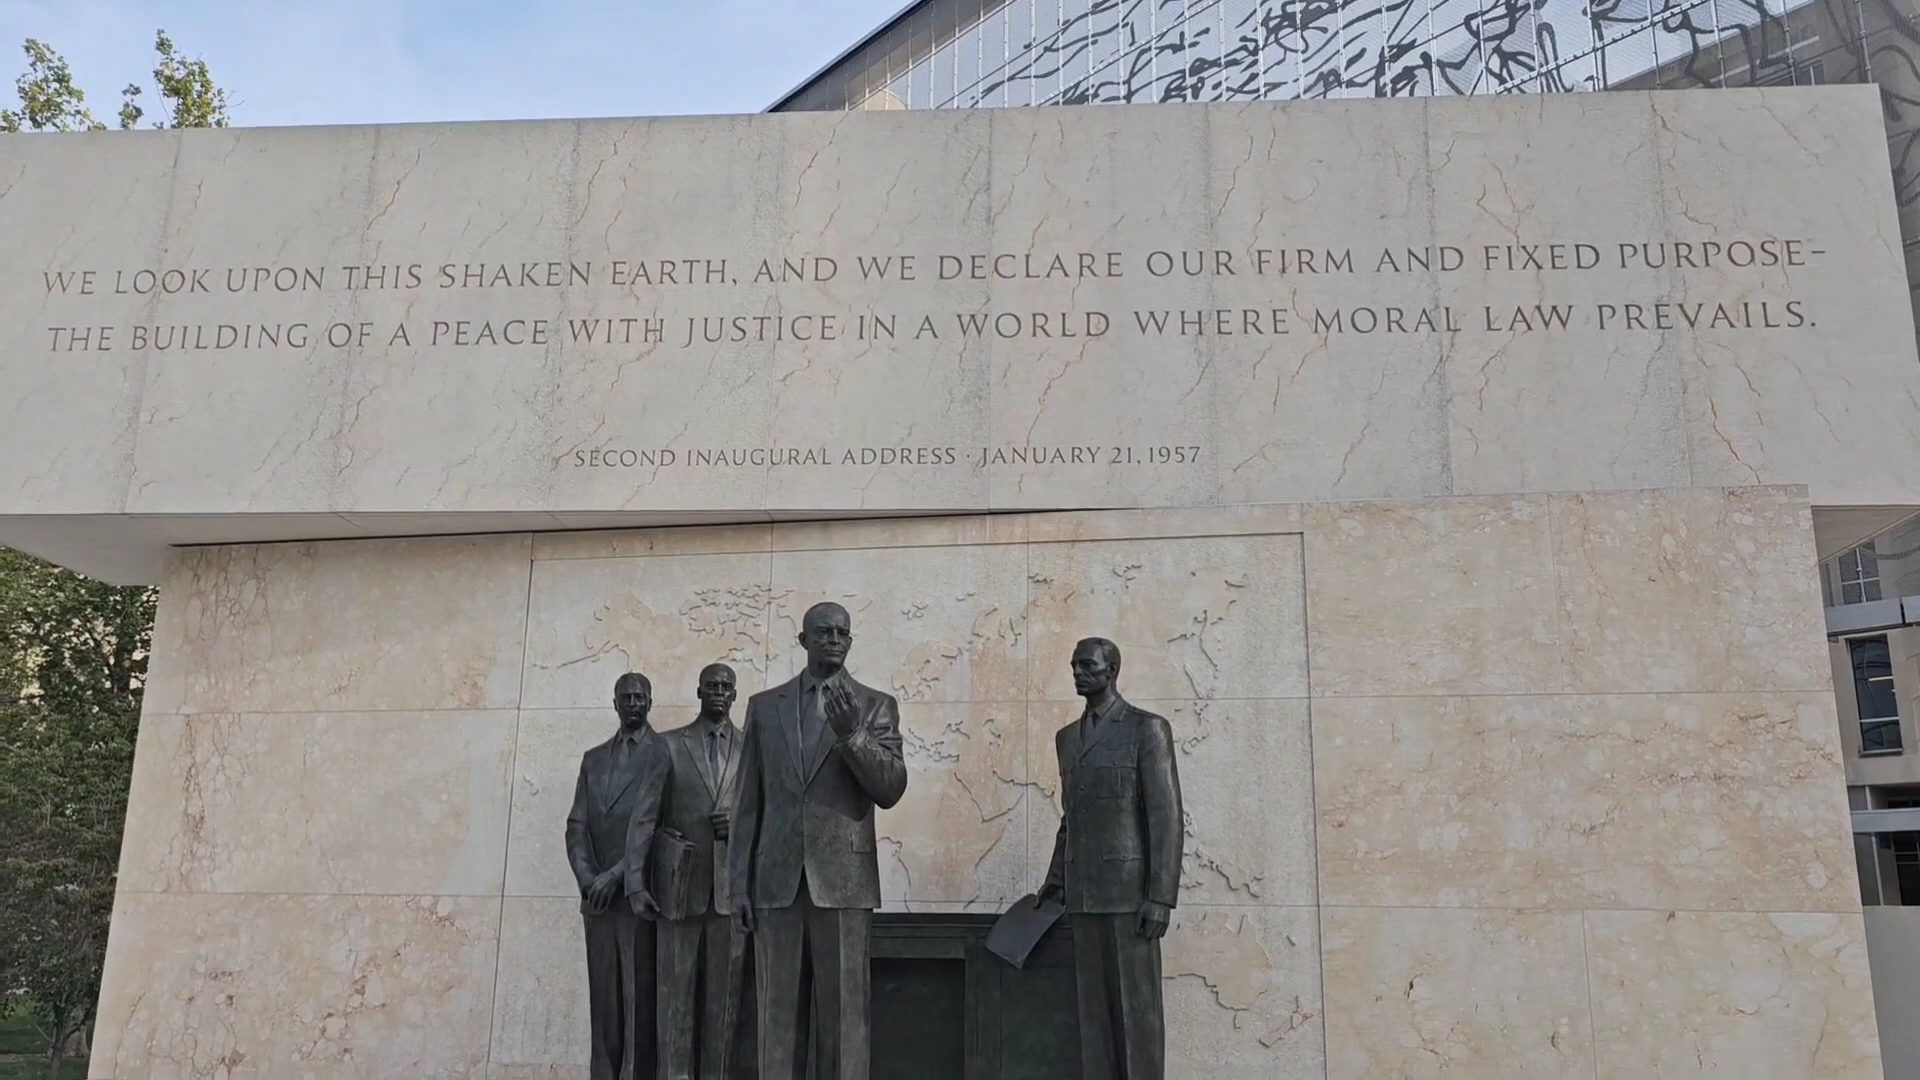 WE LOOK UPON THIS SHAKEN EARTH, AND WE DECLARE OUR FIRM AND FIXED PURPOSE–
THE BUILDING OF A PEACE WITH JUSTICE IN A WORLD WHERE MORAL LAW PREVAILS.
SECOND INAUGURAL ADDRESS · JANUARY 21, 1957